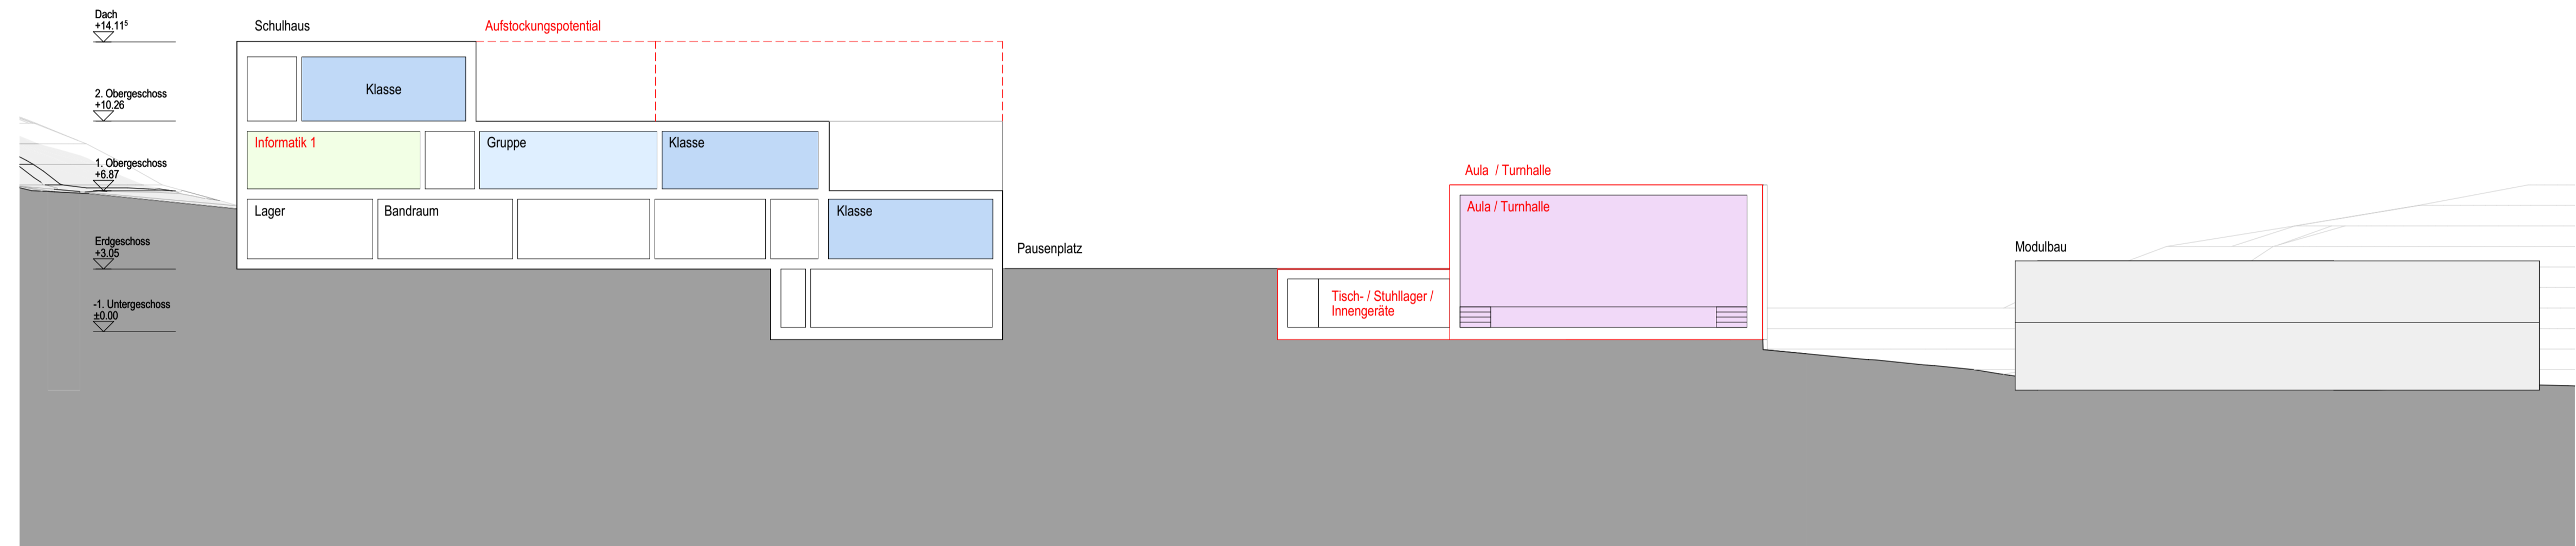 Dach
+14.11⁵
2. Obergeschoss
+10.26
1. Obergeschoss
+6.87
Erdgeschoss
+3.05
-1. Untergeschoss
±0.00
Schulhaus
Aufstockungspotential
Klasse
Informatik 1
Gruppe
Klasse
Lager
Bandraum
Klasse
Pausenplatz
Aula / Turnhalle
Aula / Turnhalle
Tisch- / Stuhllager /
Innengeräte
Modulbau